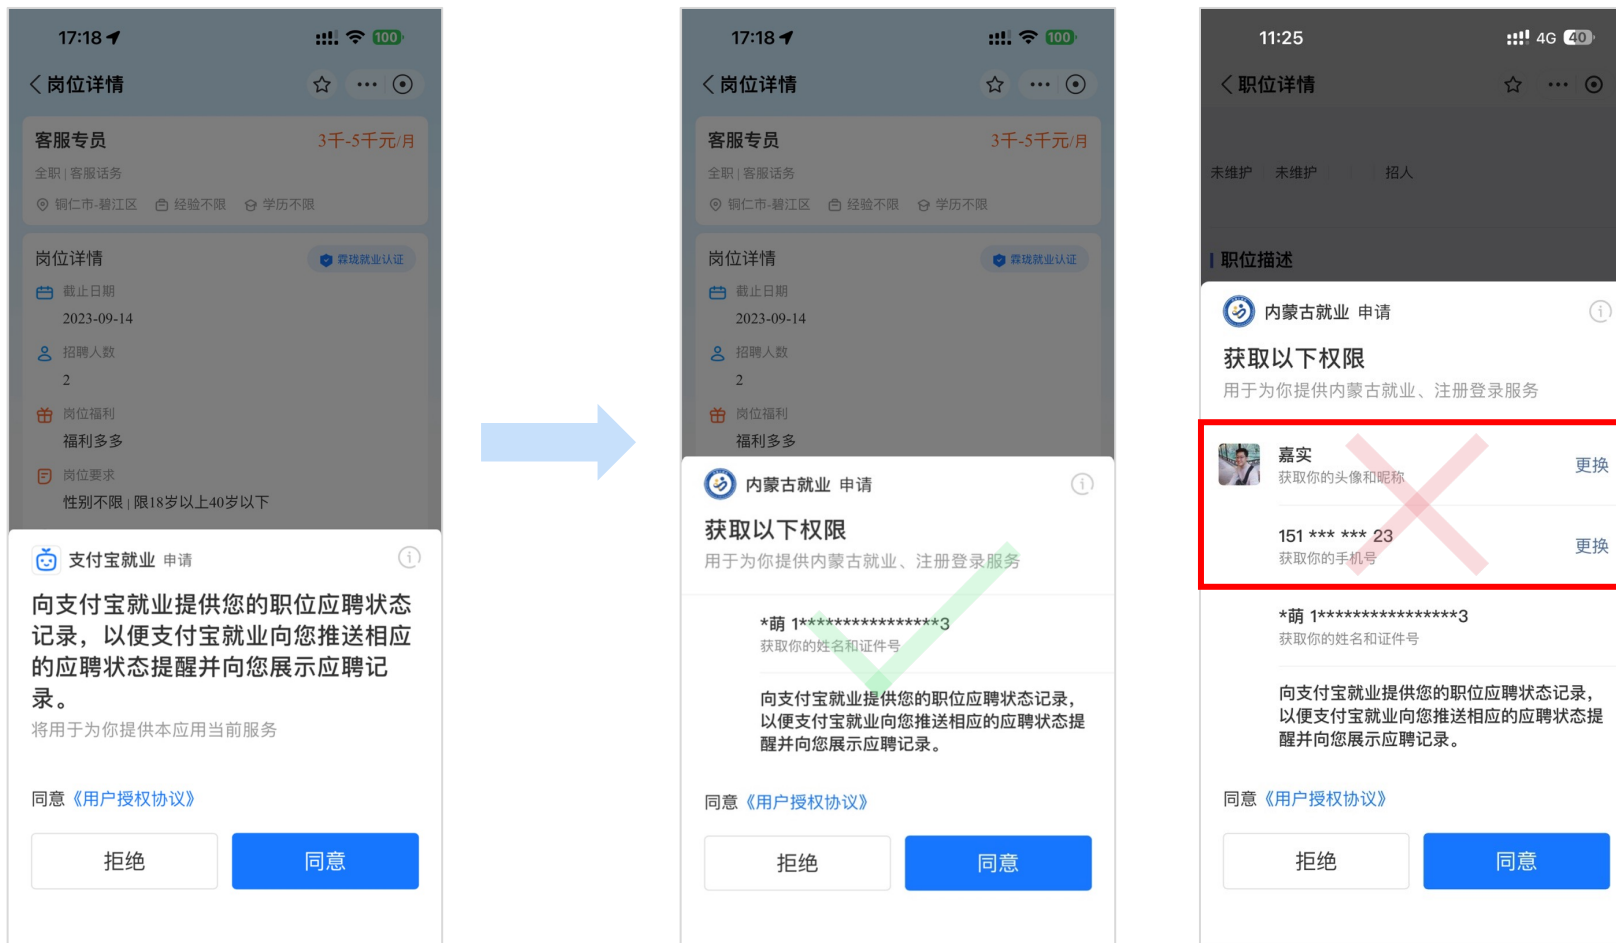 17:18
100
岗位详情
客服专员
3千-5千元/月
全职 | 客服话务
铜仁市-碧江区 经验不限 学历不限
岗位详情
霖珑就业认证
截止日期
2023-09-14
招聘人数
2
岗位福利
福利多多
岗位要求
性别不限 | 限18岁以上40岁以下
支付宝就业 申请
向支付宝就业提供您的职位应聘状态
记录，以便支付宝就业向您推送相应
的应聘状态提醒并向您展示应聘记
录。
将用于为你提供本应用当前服务
同意《用户授权协议》
拒绝
同意
17:18
100
岗位详情
客服专员
3千-5千元/月
全职 | 客服话务
铜仁市-碧江区 经验不限 学历不限
岗位详情
霖珑就业认证
截止日期
2023-09-14
招聘人数
2
岗位福利
福利多多
内蒙古就业 申请
获取以下权限
用于为你提供内蒙古就业、注册登录服务
*萌 1****************3
获取你的姓名和证件号
向支付宝就业提供您的职位应聘状态记录，
以便支付宝就业向您推送相应的应聘状态提
醒并向您展示应聘记录。
同意《用户授权协议》
拒绝
同意
11:25
4G 40
职位详情
未维护 未维护 招人
职位描述
内蒙古就业 申请
获取以下权限
用于为你提供内蒙古就业、注册登录服务
嘉实
获取你的头像和昵称
更换
151 *** *** 23
获取你的手机号
更换
*萌 1****************3
获取你的姓名和证件号
向支付宝就业提供您的职位应聘状态记录，
以便支付宝就业向您推送相应的应聘状态提
醒并向您展示应聘记录。
同意《用户授权协议》
拒绝
同意